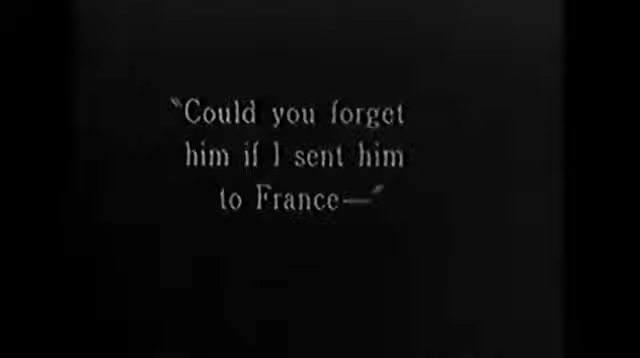 "Could you forget
him if I sent him
to France—"